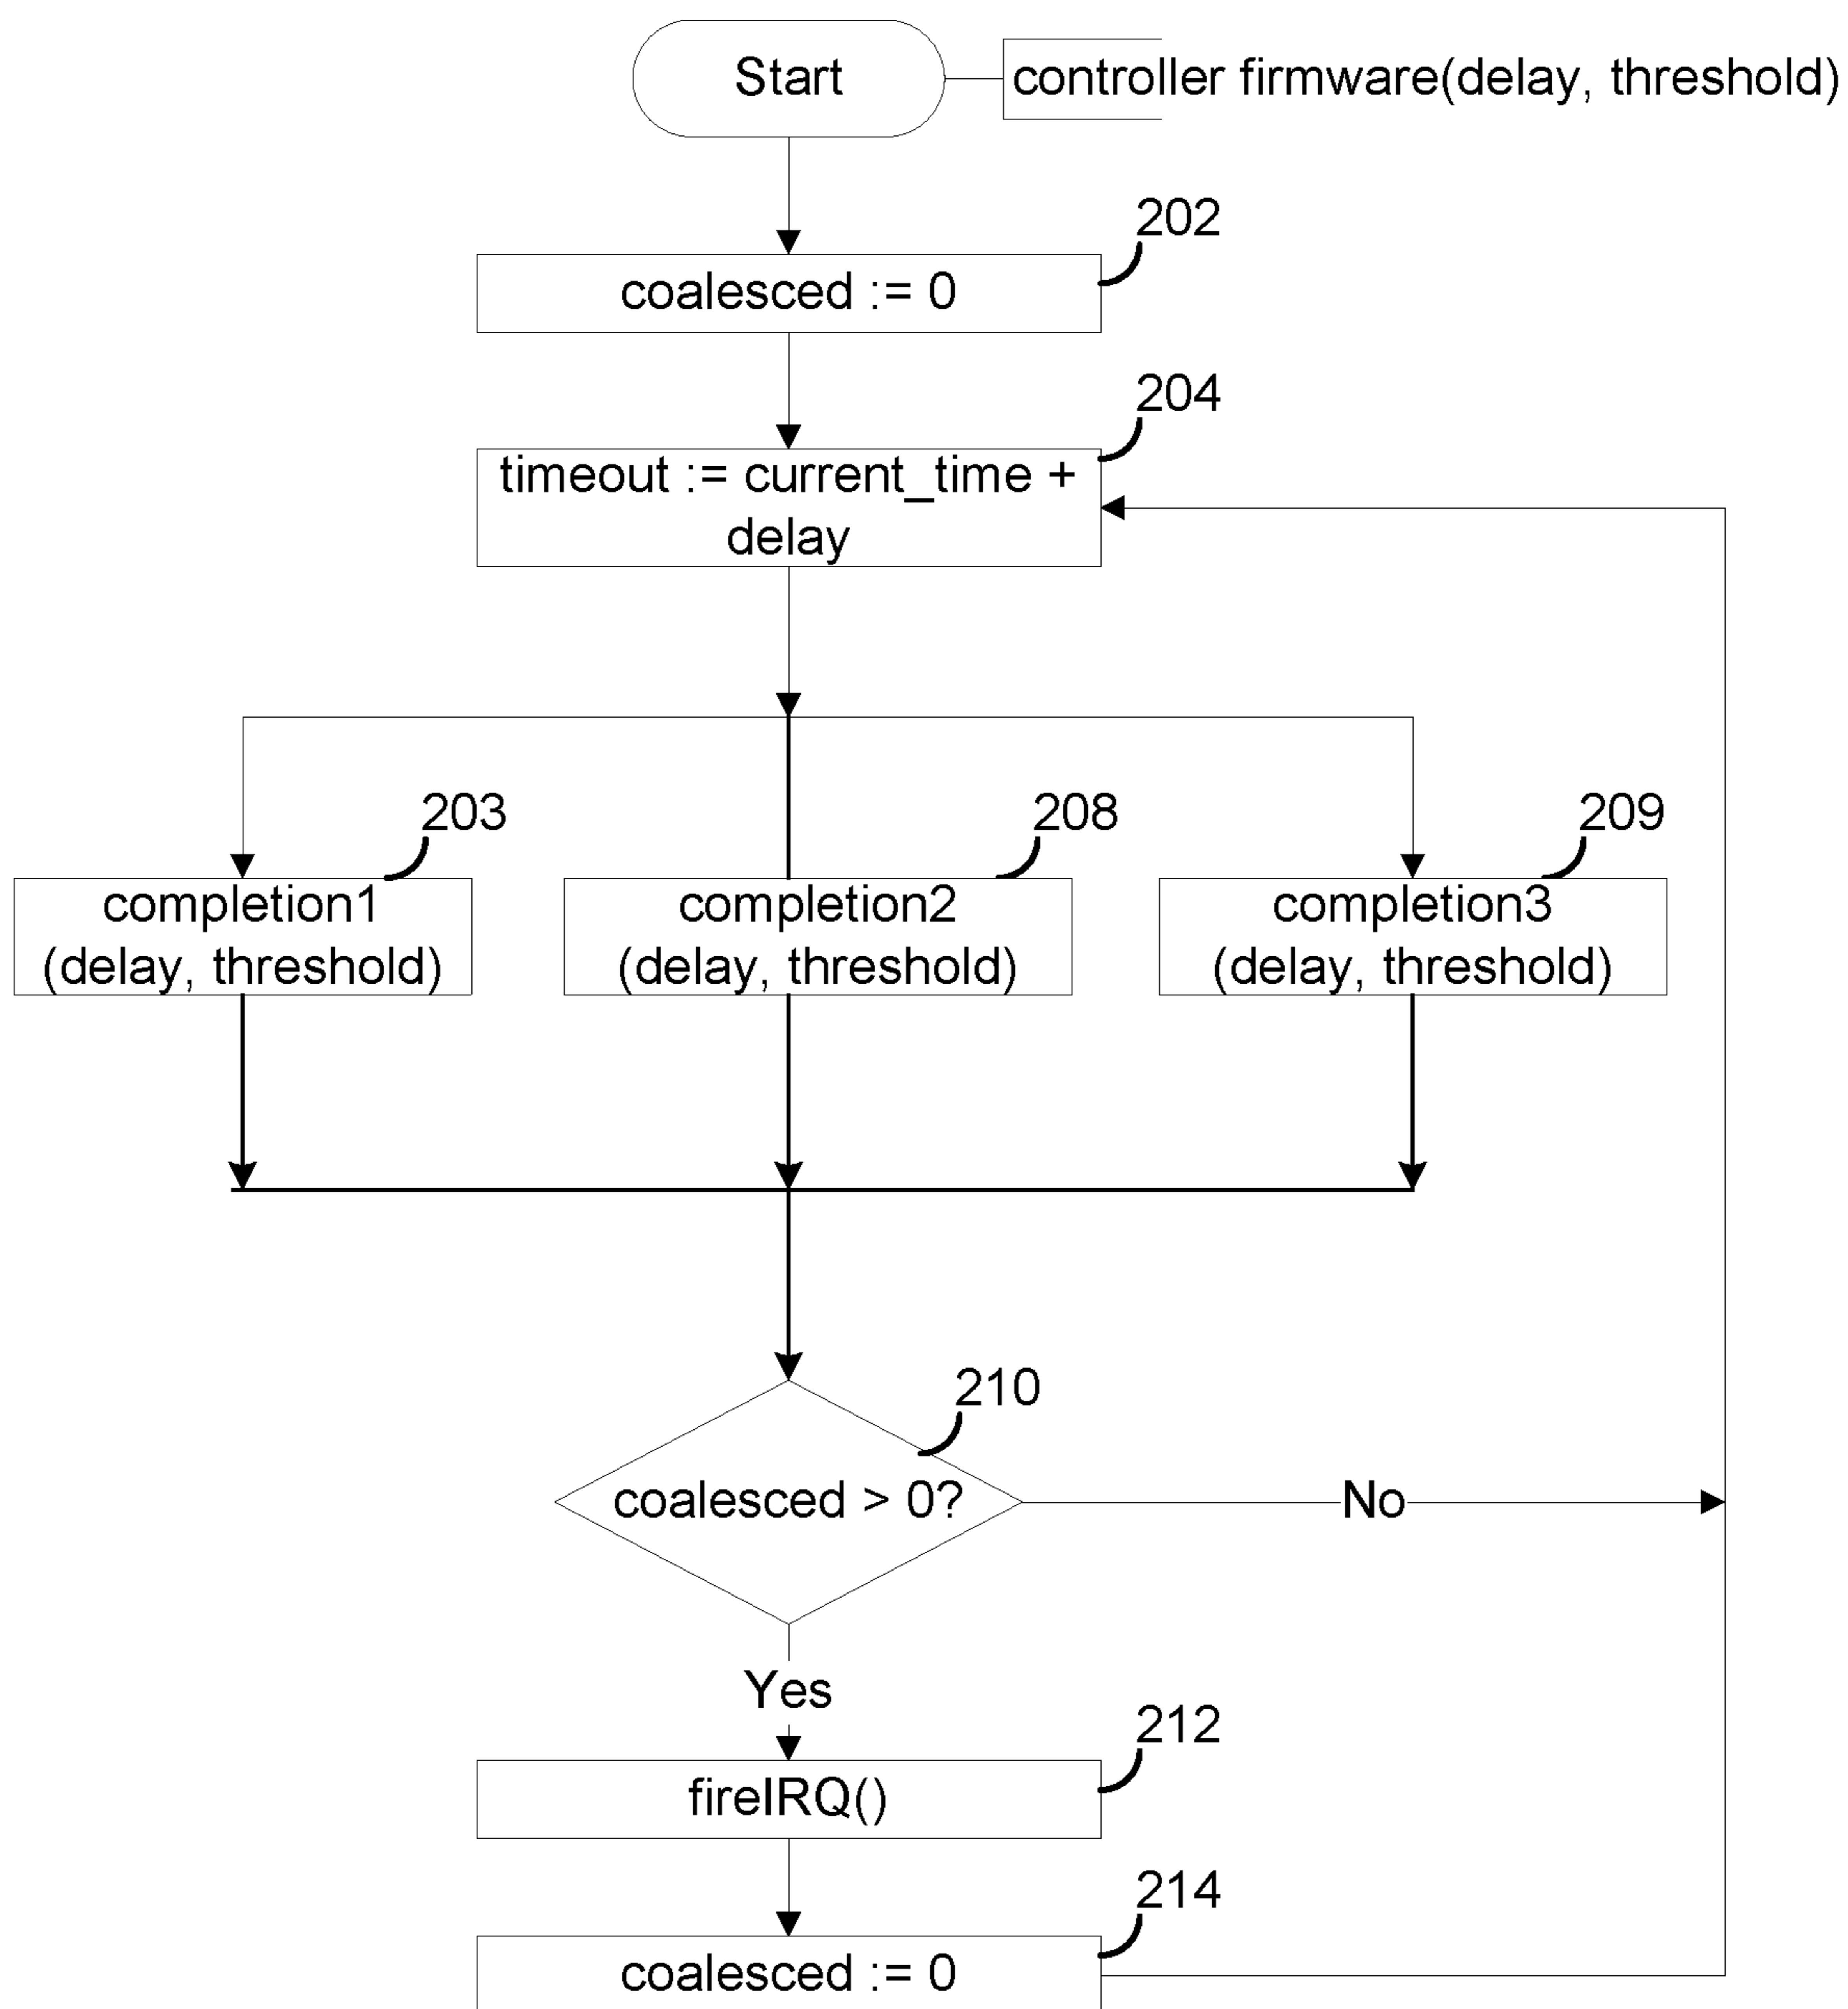 Start
controller firmware(delay, threshold)
202
coalesced := 0
204
timeout := current_time +
delay
203
208
209
completion1
(delay, threshold)
completion2
(delay, threshold)
completion3
(delay, threshold)
210
coalesced > 0?
No
Yes
212
fireIRQ()
214
coalesced := 0